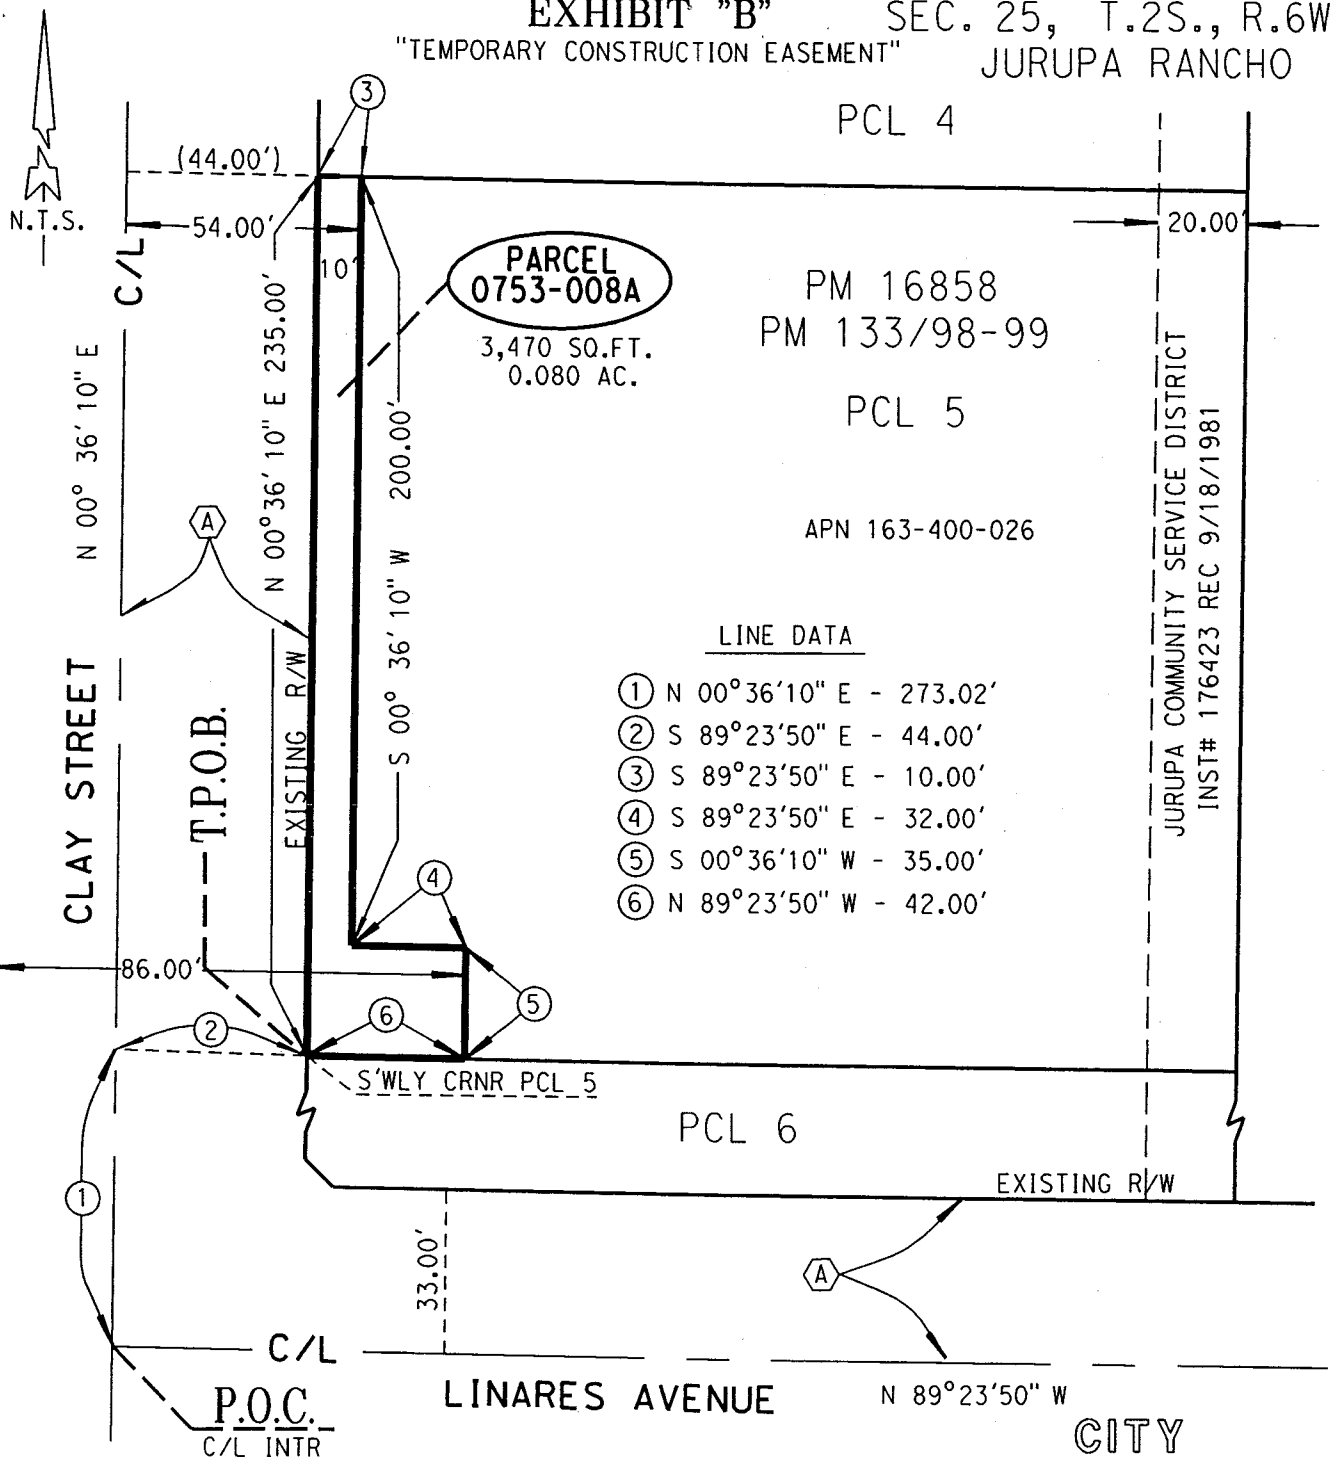 EXHIBIT "B"
"TEMPORARY CONSTRUCTION EASEMENT"
SEC. 25, T.2S., R.6W
JURUPA RANCHO
N.T.S.
(44.00')
54.00'
3
10'
PCL 4
20.00'
C/L
N 00° 36' 10" E
N 00°36'10" E 235.00'
S 00° 36' 10" W 200.00'
PARCEL
0753-008A
3,470 SQ.FT.
0.080 AC.
PM 16858
PM 133/98-99
PCL 5
APN 163-400-026
JURUPA COMMUNITY SERVICE DISTRICT
INST# 176423 REC 9/18/1981
A
CLAY STREET
T.P.O.B.
EXISTING R/W
LINE DATA
1 N 00°36'10" E - 273.02'
2 S 89°23'50" E - 44.00'
3 S 89°23'50" E - 10.00'
4 S 89°23'50" E - 32.00'
5 S 00°36'10" W - 35.00'
6 N 89°23'50" W - 42.00'
4
86.00'
5
6
2
S'WLY CRNR PCL 5
PCL 6
1
EXISTING R/W
33.00'
A
C/L
LINARES AVENUE
N 89°23'50" W
P.O.C.
C/L INTR
CITY